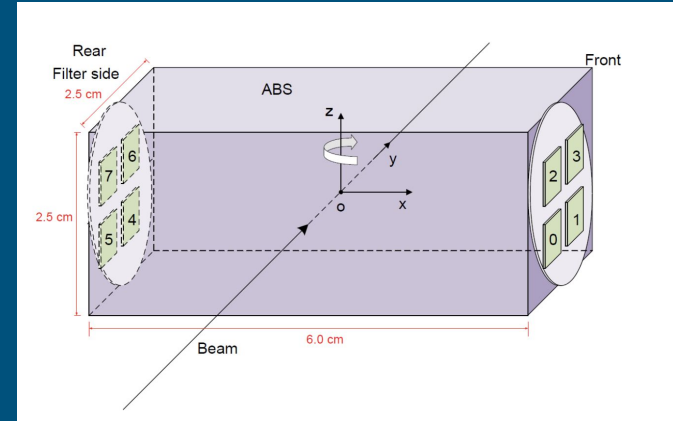 Rear
Filter side
2.5 cm
ABS
Front
z
y
x
o
6
7
4
5
3
2
1
0
2.5 cm
6.0 cm
Beam